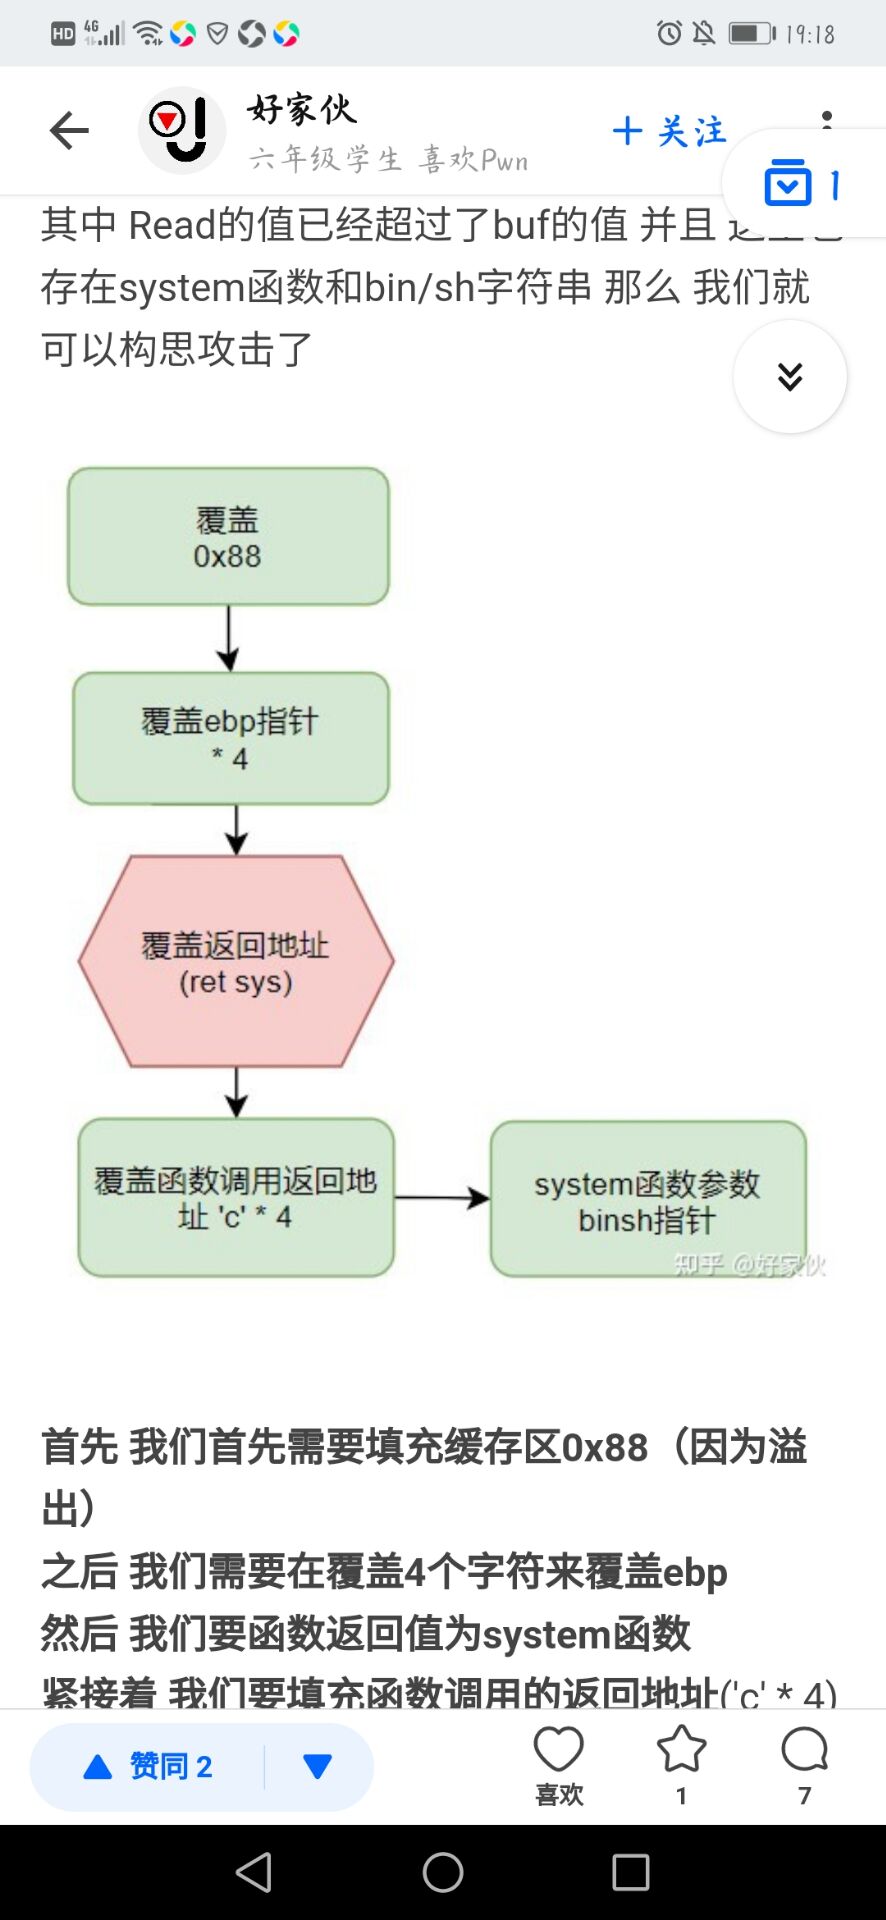 HD 4G 19:18
好家伙
六年级学生 喜欢Pwn
+ 关注
1
其中 Read的值已经超过了buf的值 并且
存在system函数和bin/sh字符串 那么 我们就
可以构思攻击了
覆盖
0x88
覆盖ebp指针
* 4
覆盖返回地址
(ret sys)
覆盖函数调用返回地
址 'c' * 4
system函数参数
binsh指针
知乎 @好家伙
首先 我们首先需要填充缓存区0x88（因为溢
出）
之后 我们需要在覆盖4个字符来覆盖ebp
然后 我们要函数返回值为system函数
紧接着 我们要填充函数调用的返回地址('c' * 4)
赞同 2
喜欢
1
7